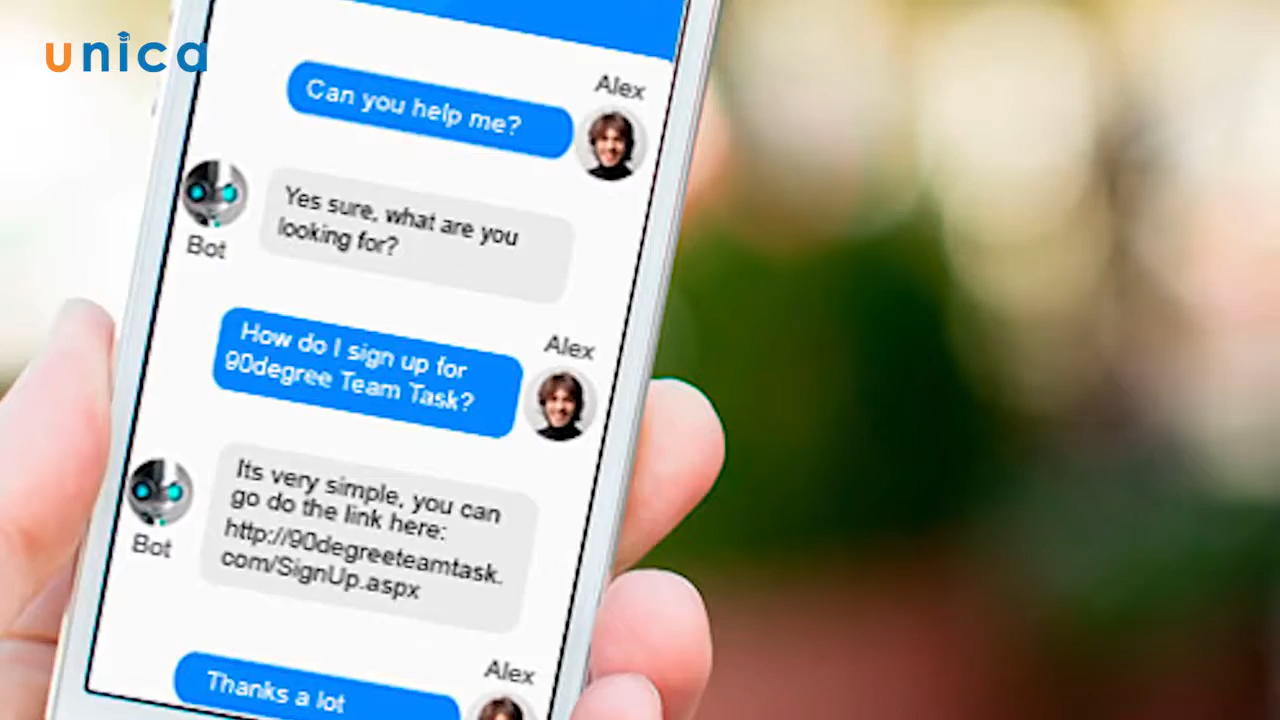 unica
Alex
Can you help me?
Yes sure, what are you
looking for?
Bot
Alex
How do I sign up for
90degree Team Task?
Its very simple, you can
go do the link here:
http://90degreeteamtask.
com/SignUp.aspx
Bot
Alex
Thanks a lot